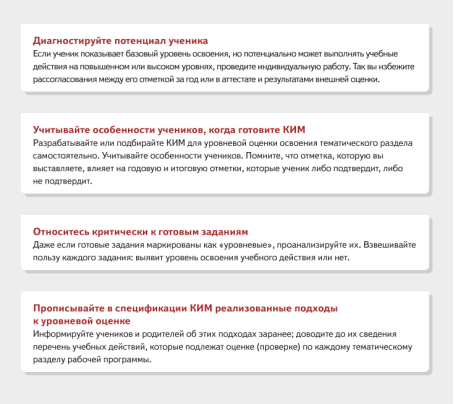 Диагностируйте потенциал ученика
Если ученик показывает базовый уровень освоения, но потенциально может выполнять учебные
действия на повышенном или высоком уровнях, проведите индивидуальную работу. Так вы избежите
рассогласования между его отметкой за год или в аттестате и результатами внешней оценки.
Учитывайте особенности учеников, когда готовите КИМ
Разрабатывайте или подбирайте КИМ для уровневой оценки освоения тематического раздела
самостоятельно. Учитывайте особенности учеников. Помните, что отметка, которую вы
выставляете, влияет на годовую и итоговую отметки, которые ученик либо подтвердит, либо
не подтвердит.
Относитесь критически к готовым заданиям
Даже если готовые задания маркированы как «уровневые», проанализируйте их. Взвешивайте
пользу каждого задания: выявит уровень освоения учебного действия или нет.
Прописывайте в спецификации КИМ реализованные подходы
к уровневой оценке
Информируйте учеников и родителей об этих подходах заранее; доводите до их сведения
перечень учебных действий, которые подлежат оценке (проверке) по каждому тематическому
разделу рабочей программы.